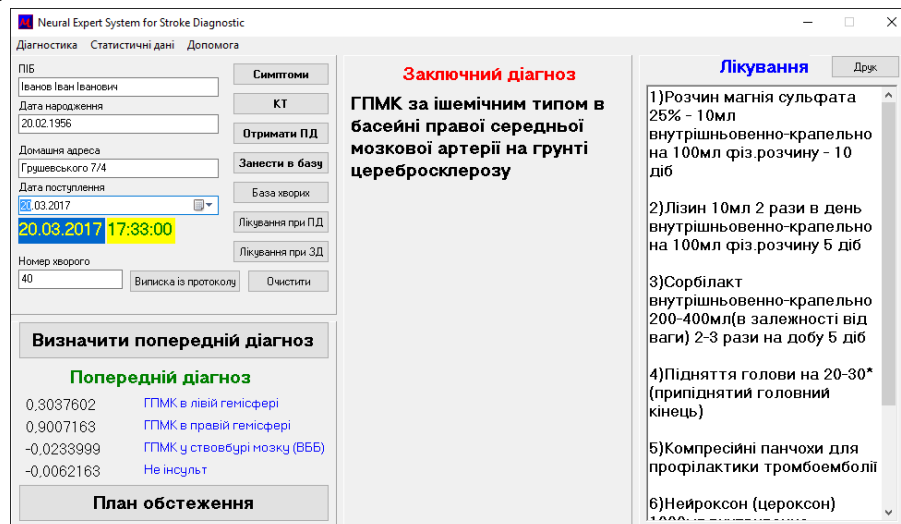 Neural Expert System for Stroke Diagnostic
Діагностика Статистичні дані Допомога
ПІБ
Іванов Іван Іванович
Дата народження
20.02.1956
Домашня адреса
Грушевського 7/4
Дата поступлення
20.03.2017
20.03.2017 17:33:00
Номер хворого
40
Виписка із протоколу
Симптоми
КТ
Отримати ПД
Занести в базу
База хворих
Лікування при ПД
Лікування при ЗД
Очистити
Визначити попередній діагноз
Попередній діагноз
0,3037602 ГПМК в лівій гемісфері
0,9007163 ГПМК в правій гемісфері
-0,0233999 ГПМК у ствовбурі мозку (ВББ)
-0,0062163 Не інсульт
План обстеження
Заключний діагноз
ГПМК за ішемічним типом в
басейні правої середньої
мозкової артерії на грунті
церебросклерозу
Лікування
Друк
1)Розчин магнія сульфата
25% - 10мл
внутрішньовенно-крапельно
на 100мл фіз.розчину - 10
діб
2)Лізин 10мл 2 рази в день
внутрішньовенно-крапельно
на 100мл фіз.розчину 5 діб
3)Сорбілакт
внутрішньовенно-крапельно
200-400мл(в залежності від
ваги) 2-3 рази на добу 5 діб
4)Підняття голови на 20-30*
(припіднятий головний
кінець)
5)Компресійні панчохи для
профілактики тромбоемболії
6)Нейроксон (цероксон)